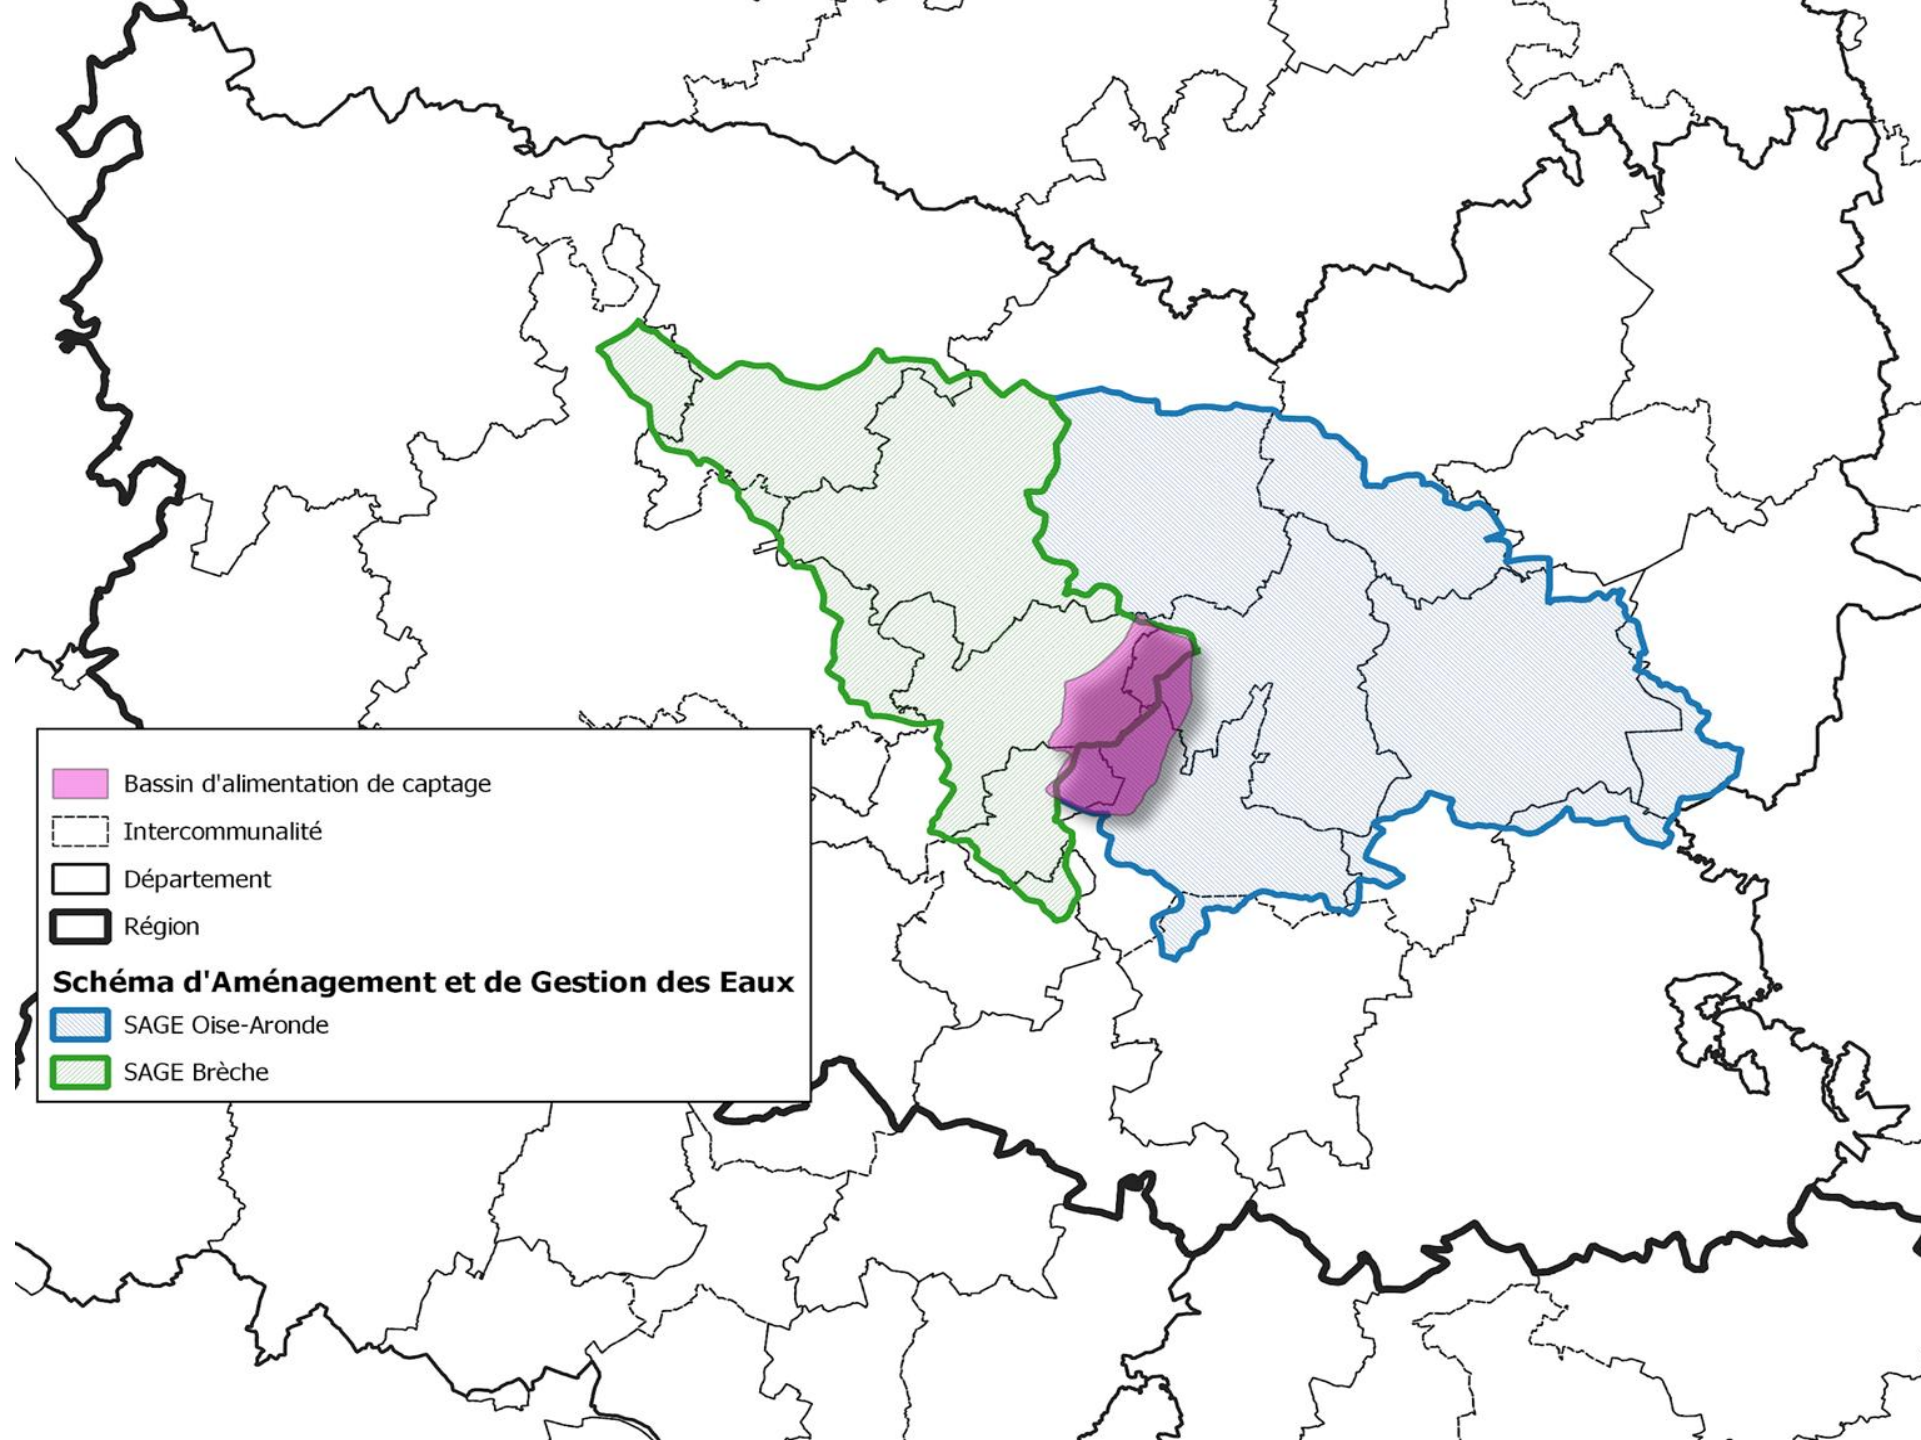 Bassin d'alimentation de captage
Intercommunalité
Département
Région
Schéma d'Aménagement et de Gestion des Eaux
SAGE Oise-Aronde
SAGE Brèche